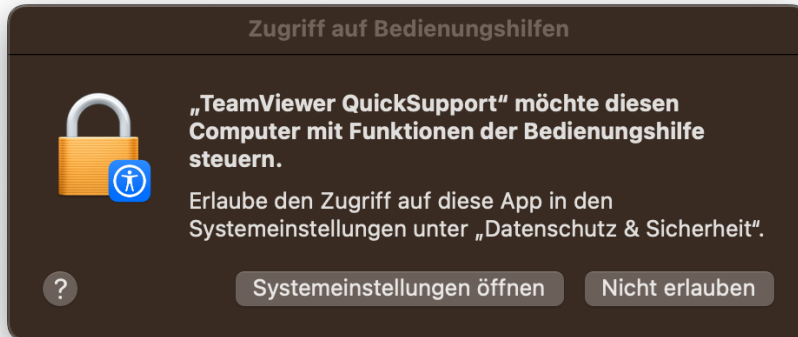 Zugriff auf Bedienungshilfen
„TeamViewer QuickSupport“ möchte diesen
Computer mit Funktionen der Bedienungshilfe
steuern.
Erlaube den Zugriff auf diese App in den
Systemeinstellungen unter „Datenschutz & Sicherheit“.
?
Systemeinstellungen öffnen
Nicht erlauben